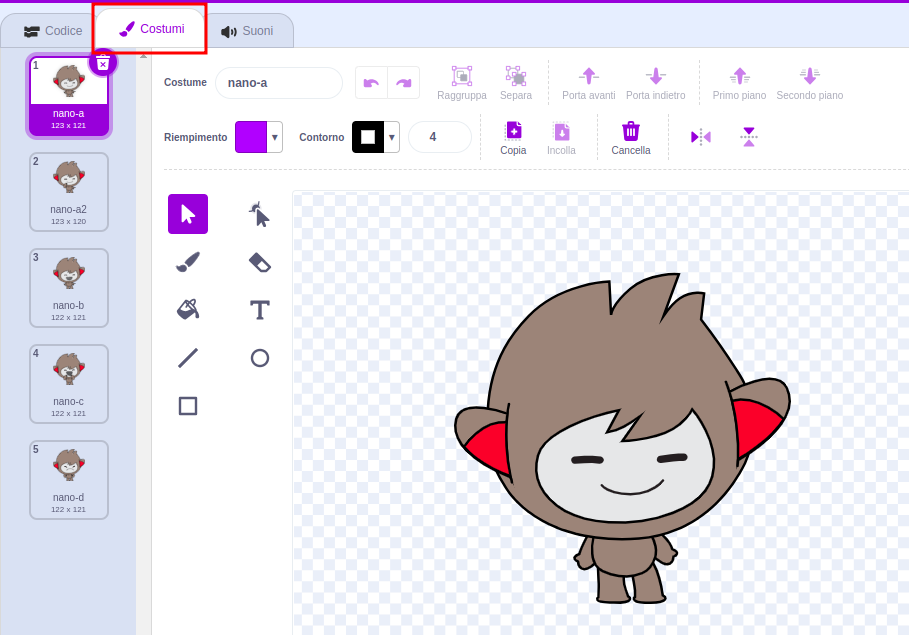 Codice
Costumi
Suoni
1
nano-a
123 x 121
2
nano-a2
123 x 120
3
nano-b
122 x 121
4
nano-c
122 x 121
5
nano-d
122 x 121
Costume
nano-a
Raggruppa
Separa
Porta avanti
Porta indietro
Primo piano
Secondo piano
Riempimento
Contorno
4
Copia
Incolla
Cancella
T